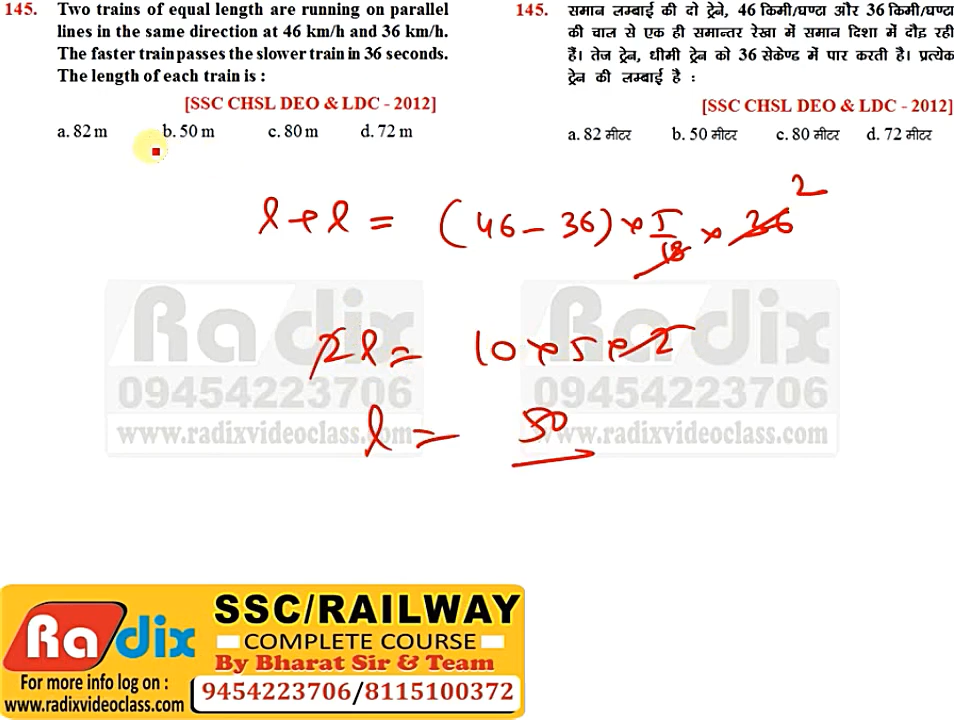 145. Two trains of equal length are running on parallel
lines in the same direction at 46 km/h and 36 km/h.
The faster train passes the slower train in 36 seconds.
The length of each train is :
[SSC CHSL DEO & LDC - 2012]
a. 82 m b. 50 m c. 80 m d. 72 m
145. समान लम्बाई की दो ट्रेने, 46 किमी/घण्टा और 36 किमी/घण्टा
की चाल से एक ही समान्तर रेखा में समान दिशा में दौड़ रही
हैं। तेज ट्रेन, धीमी ट्रेन को 36 सेकेण्ड में पार करती है। प्रत्येक
ट्रेन की लम्बाई है :
[SSC CHSL DEO & LDC - 2012]
a. 82 मीटर b. 50 मीटर c. 80 मीटर d. 72 मीटर
l + l = (46 - 36) × 5/18 × 36 2
2l = 10 × 5 × 2
l = 50
Radix
09454223706
www.radixvideoclass.com
Radix
09454223706
www.radixvideoclass.com
Radix
For more info log on :
www.radixvideoclass.com
SSC/RAILWAY
COMPLETE COURSE
By Bharat Sir & Team
9454223706/8115100372